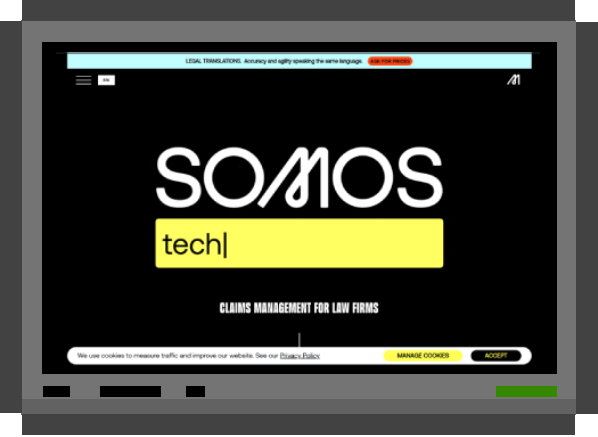 LEGAL TRANSLATIONS. Accuracy and agility speaking the same language. ASK FOR PRICES
EN
SOMOS
tech
CLAIMS MANAGEMENT FOR LAW FIRMS
We use cookies to measure traffic and improve our website. See our Privacy Policy MANAGE COOKIES ACCEPT